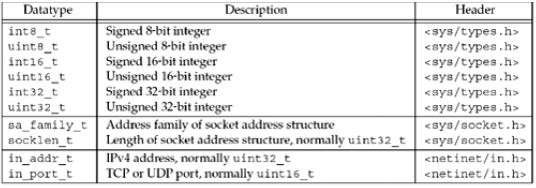 Datatype Description Header
int8_t Signed 8-bit integer <sys/types.h>
uint8_t Unsigned 8-bit integer <sys/types.h>
int16_t Signed 16-bit integer <sys/types.h>
uint16_t Unsigned 16-bit integer <sys/types.h>
int32_t Signed 32-bit integer <sys/types.h>
uint32_t Unsigned 32-bit integer <sys/types.h>
sa_family_t Address family of socket address structure <sys/socket.h>
socklen_t Length of socket address structure, normally uint32_t <sys/socket.h>
in_addr_t IPv4 address, normally uint32_t <netinet/in.h>
in_port_t TCP or UDP port, normally uint16_t <netinet/in.h>